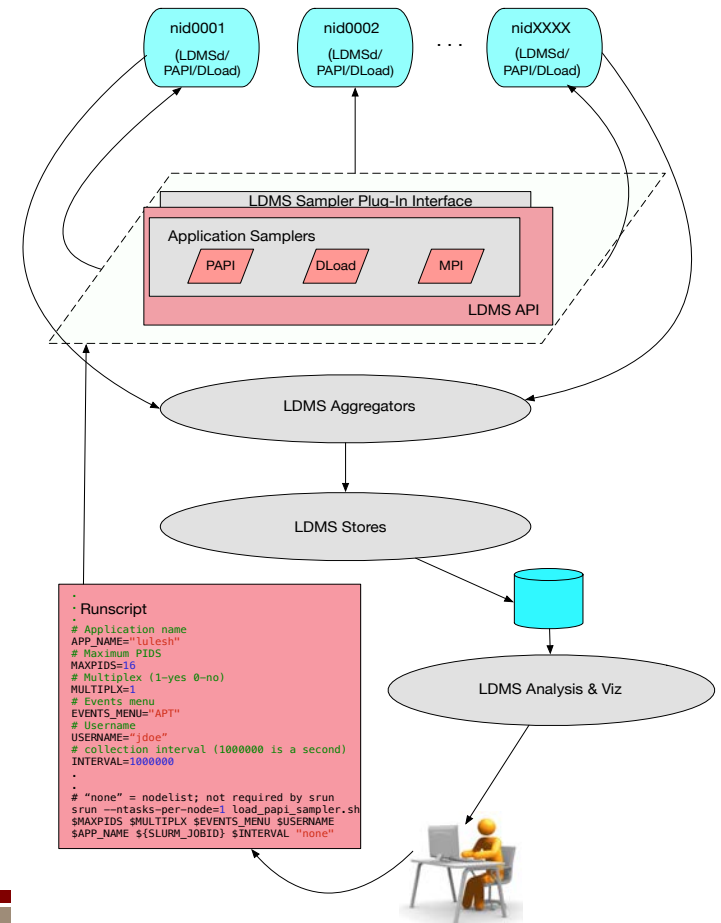 nid0001
(LDMSd/
PAPI/DLoad)
nid0002
(LDMSd/
PAPI/DLoad)
. . .
nidXXXX
(LDMSd/
PAPI/DLoad)
LDMS Sampler Plug-In Interface
Application Samplers
PAPI
DLoad
MPI
LDMS API
LDMS Aggregators
LDMS Stores
.
. Runscript
.
# Application name
APP_NAME="lulesh"
# Maximum PIDS
MAXPIDS=16
# Multiplex (1-yes 0-no)
MULTIPLX=1
# Events menu
EVENTS_MENU="APT"
# Username
USERNAME=“jdoe"
# collection interval (1000000 is a second)
INTERVAL=1000000
.
.
# “none” = nodelist; not required by srun
srun --ntasks-per-node=1 load_papi_sampler.sh
$MAXPIDS $MULTIPLX $EVENTS_MENU $USERNAME
$APP_NAME ${SLURM_JOBID} $INTERVAL "none"
LDMS Analysis & Viz